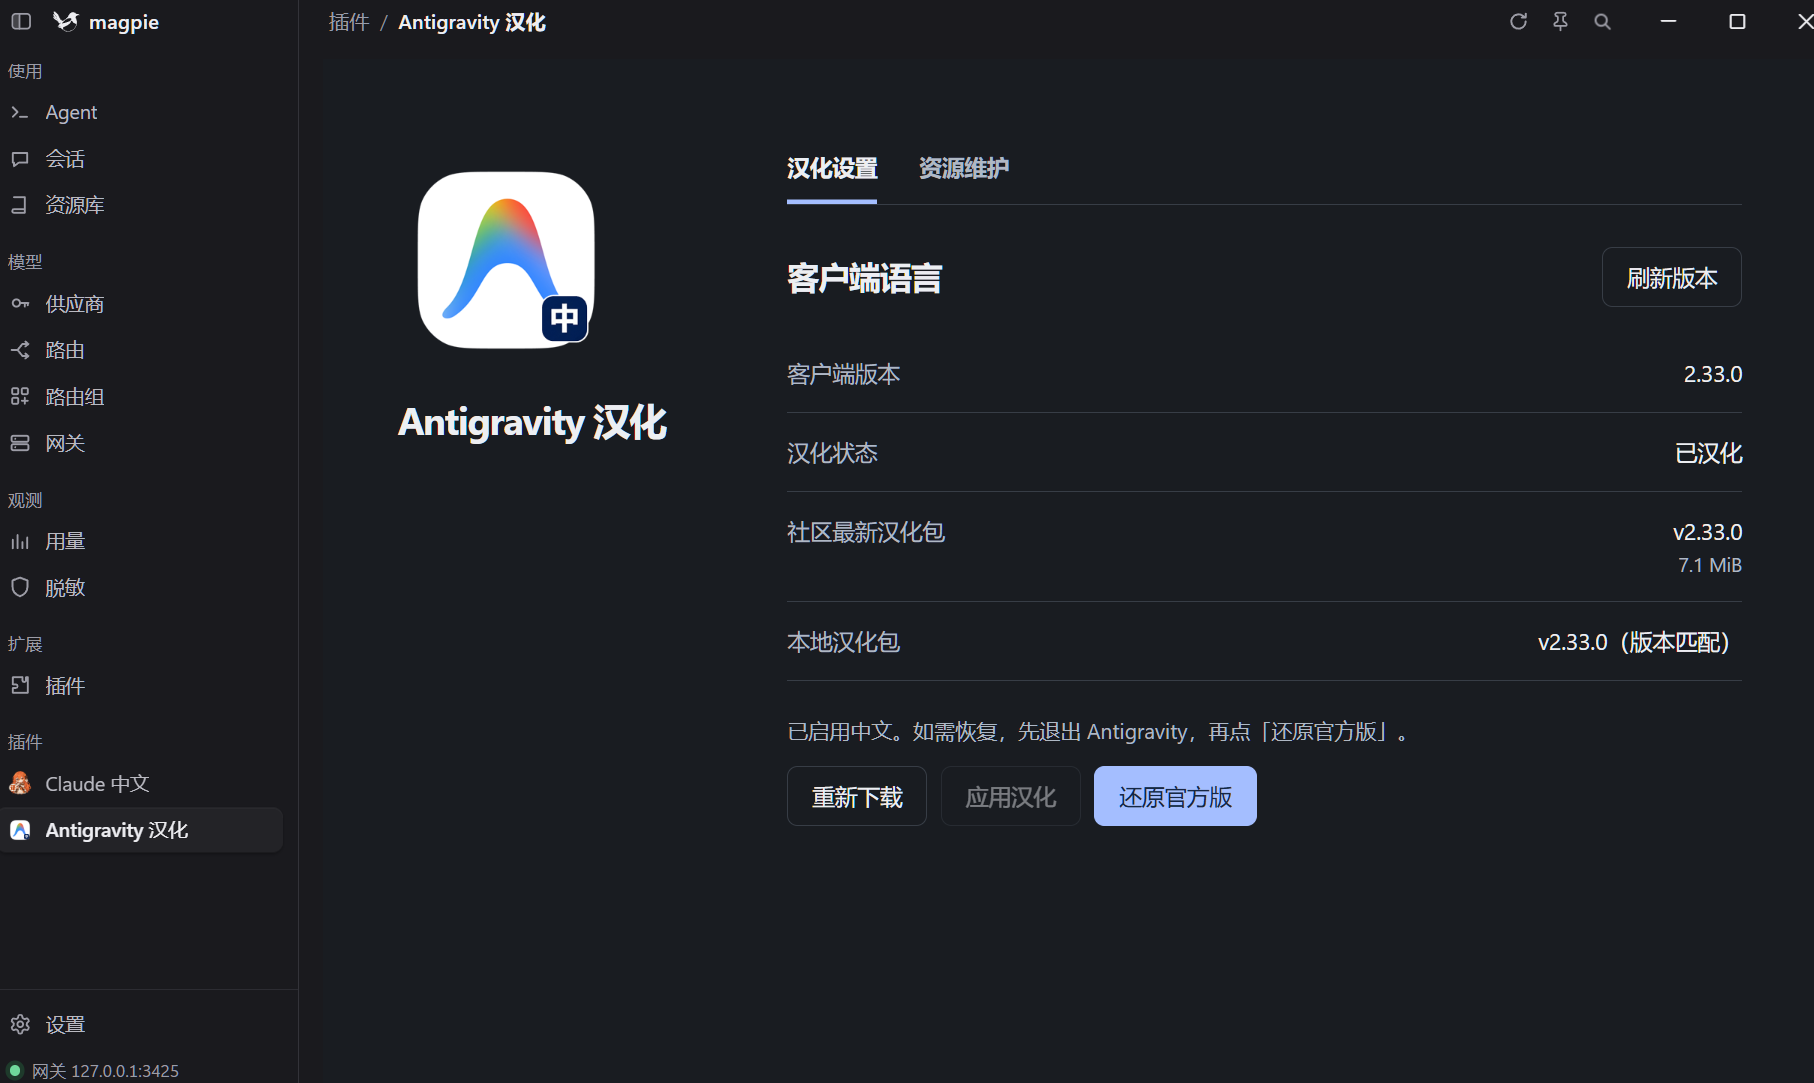 magpie
插件 / Antigravity 汉化
使用
Agent
会话
资源库
模型
供应商
路由
路由组
网关
观测
用量
脱敏
扩展
插件
插件
Claude 中文
Antigravity 汉化
设置
网关 127.0.0.1:3425
中
Antigravity 汉化
汉化设置 资源维护
客户端语言 刷新版本
客户端版本 2.33.0
汉化状态 已汉化
社区最新汉化包 v2.33.0
7.1 MiB
本地汉化包 v2.33.0（版本匹配）
已启用中文。如需恢复，先退出 Antigravity，再点「还原官方版」。
重新下载 应用汉化 还原官方版